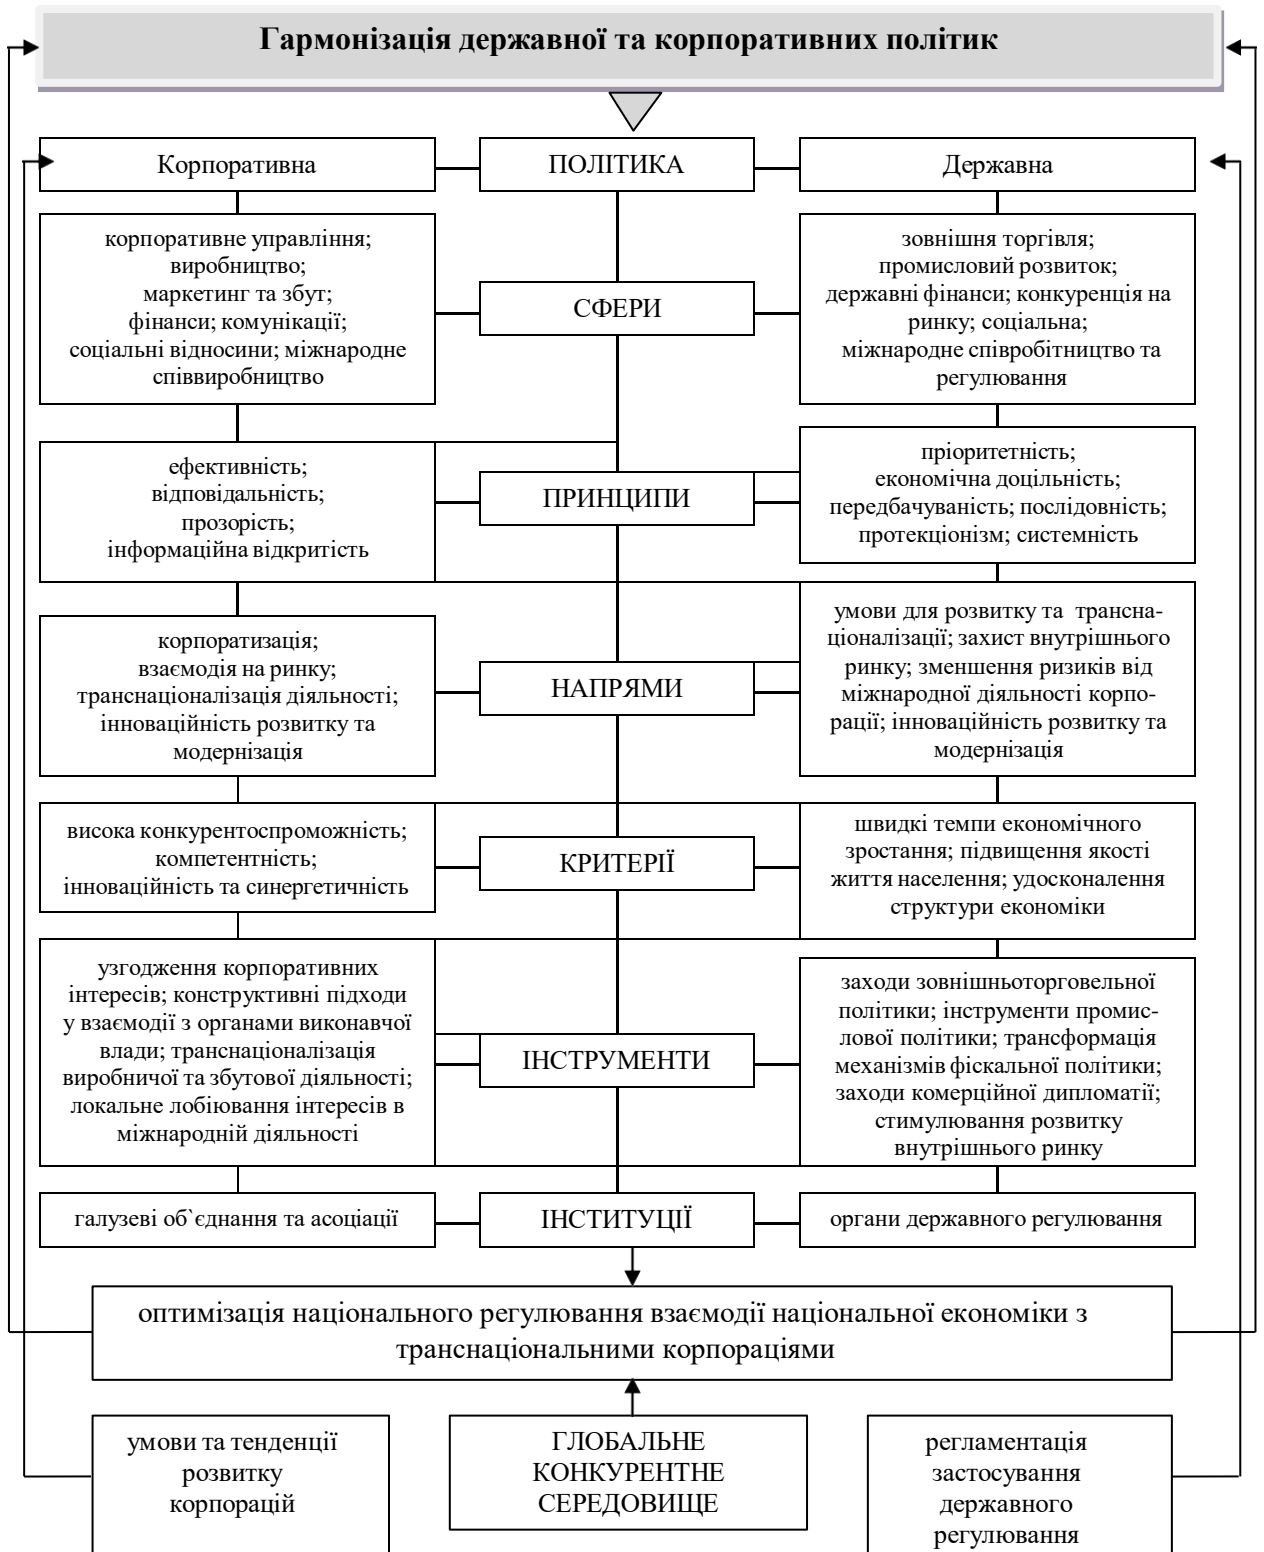 Гармонізація державної та корпоративних політик
Корпоративна
ПОЛІТИКА
Державна
корпоративне управління;
виробництво;
маркетинг та збут;
фінанси; комунікації;
соціальні відносини; міжнародне
співвиробництво
СФЕРИ
зовнішня торгівля;
промисловий розвиток;
державні фінанси; конкуренція на
ринку; соціальна;
міжнародне співробітництво та
регулювання
ефективність;
відповідальність;
прозорість;
інформаційна відкритість
ПРИНЦИПИ
пріоритетність;
економічна доцільність;
передбачуваність; послідовність;
протекціонізм; системність
корпоратизація;
взаємодія на ринку;
транснаціоналізація діяльності;
інноваційність розвитку та
модернізація
НАПРЯМИ
умови для розвитку та трансна-
ціоналізації; захист внутрішнього
ринку; зменшення ризиків від
міжнародної діяльності корпо-
рації; інноваційність розвитку та
модернізація
висока конкурентоспроможність;
компетентність;
інноваційність та синергетичність
КРИТЕРІЇ
швидкі темпи економічного
зростання; підвищення якості
життя населення; удосконалення
структури економіки
узгодження корпоративних
інтересів; конструктивні підходи
у взаємодії з органами виконавчої
влади; транснаціоналізація
виробничої та збутової діяльності;
локальне лобіювання інтересів в
міжнародній діяльності
ІНСТРУМЕНТИ
заходи зовнішньоторговельної
політики; інструменти промис-
лової політики; трансформація
механізмів фіскальної політики;
заходи комерційної дипломатії;
стимулювання розвитку
внутрішнього ринку
галузеві об`єднання та асоціації
ІНСТИТУЦІЇ
органи державного регулювання
оптимізація національного регулювання взаємодії національної економіки з
транснаціональними корпораціями
умови та тенденції
розвитку
корпорацій
ГЛОБАЛЬНЕ
КОНКУРЕНТНЕ
СЕРЕДОВИЩЕ
регламентація
застосування
державного
регулювання